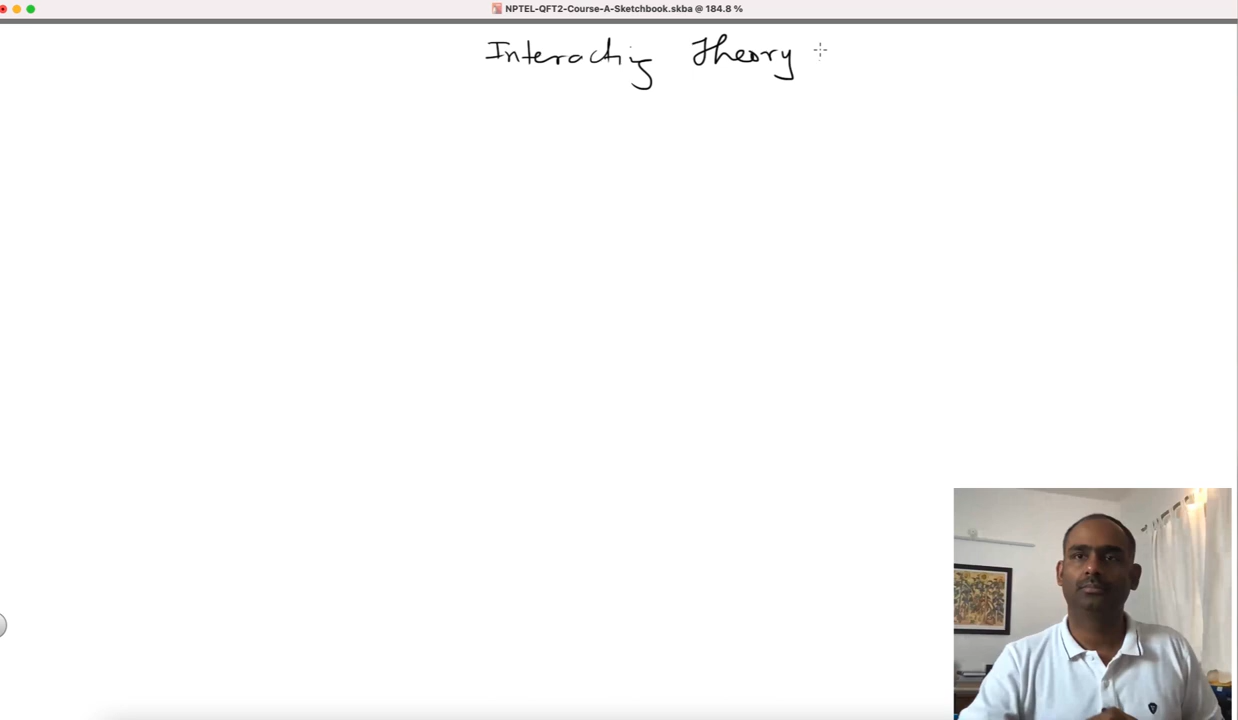 NPTEL-QFT2-Course-A-Sketchbook.skba @ 184.8 %
Interacting Theory